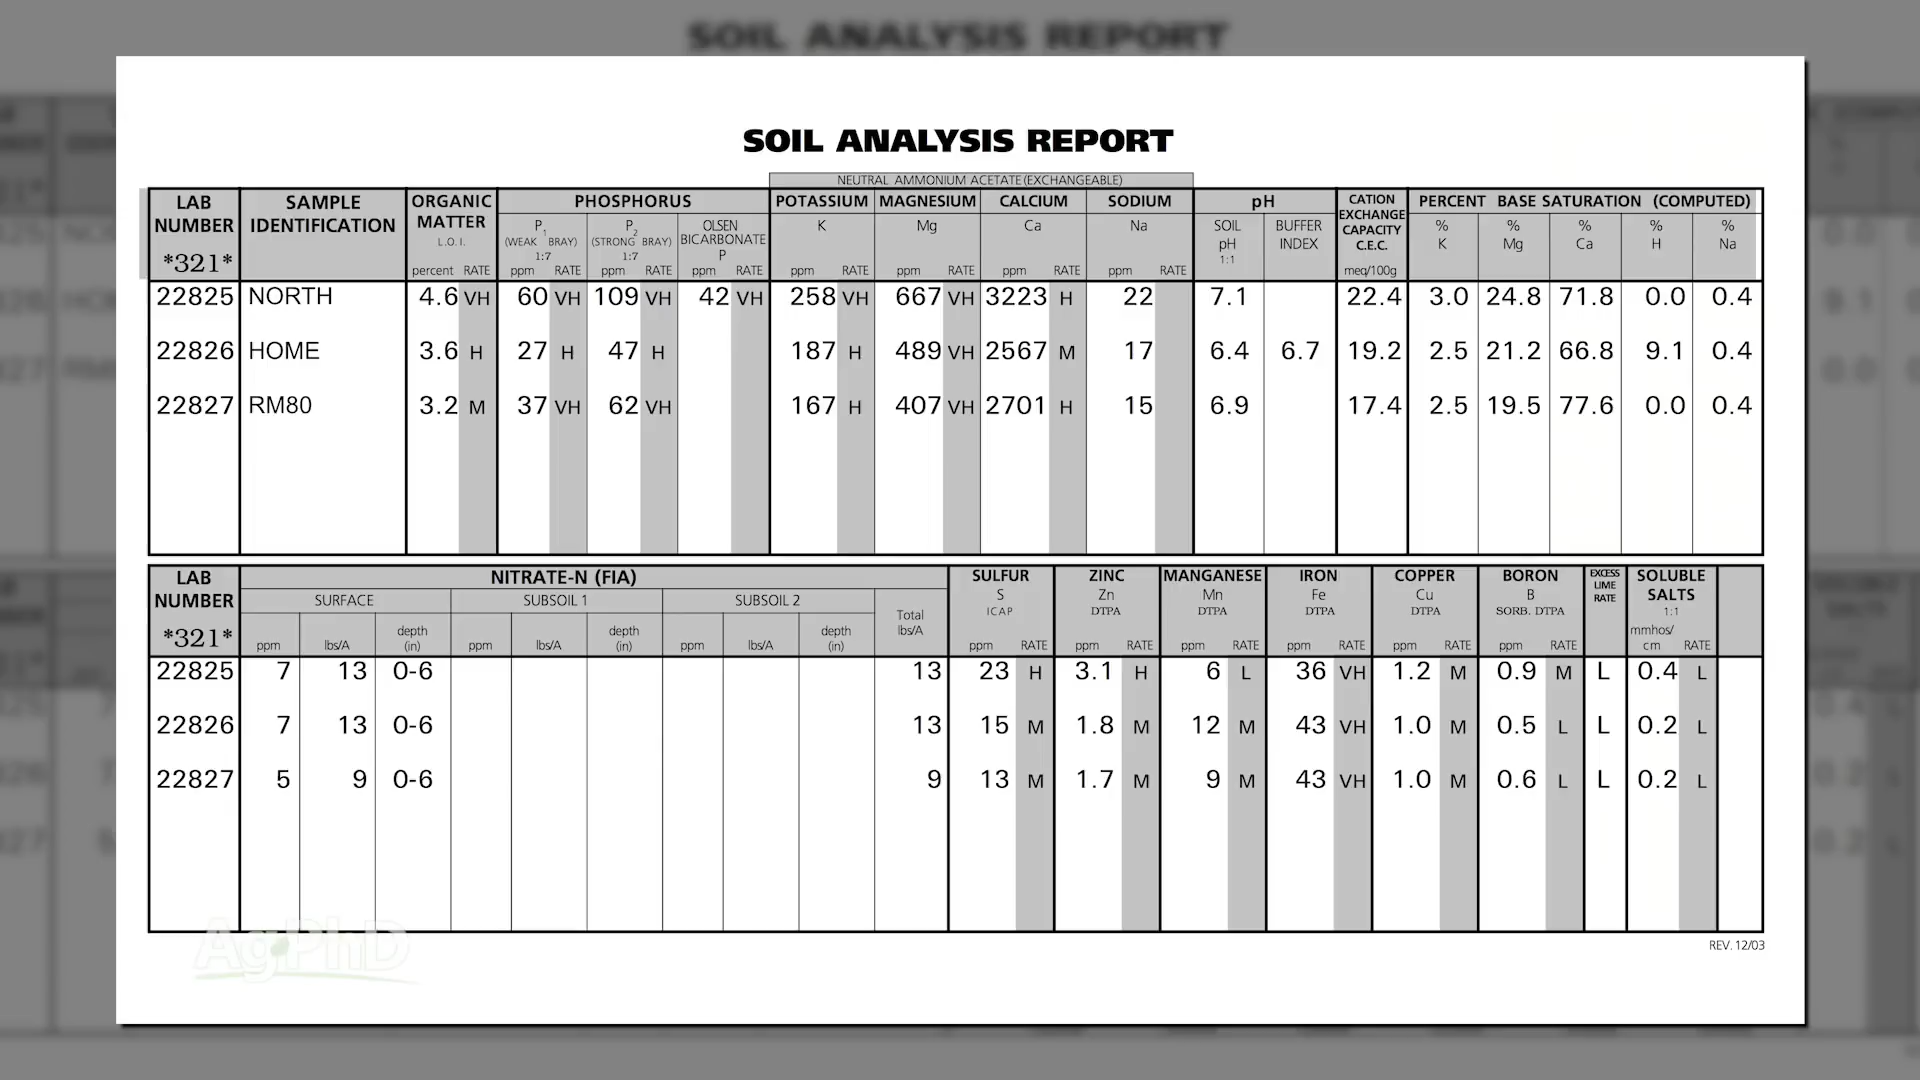 SOIL ANALYSIS REPORT
SOIL ANALYSIS REPORT
NEUTRAL AMMONIUM ACETATE (EXCHANGEABLE)
LAB NUMBER *321* SAMPLE IDENTIFICATION ORGANIC MATTER L.O.I. percent RATE PHOSPHORUS P1 (WEAK BRAY) 1:7 ppm RATE P2 (STRONG BRAY) 1:7 ppm RATE OLSEN BICARBONATE P ppm RATE POTASSIUM K ppm RATE MAGNESIUM Mg ppm RATE CALCIUM Ca ppm RATE SODIUM Na ppm RATE pH SOIL pH 1:1 BUFFER INDEX CATION EXCHANGE CAPACITY C.E.C. meq/100g PERCENT BASE SATURATION (COMPUTED) % K % Mg % Ca % H % Na
22825 NORTH 4.6 VH 60 VH 109 VH 42 VH 258 VH 667 VH 3223 H 22 7.1 22.4 3.0 24.8 71.8 0.0 0.4
22826 HOME 3.6 H 27 H 47 H 187 H 489 VH 2567 M 17 6.4 6.7 19.2 2.5 21.2 66.8 9.1 0.4
22827 RM80 3.2 M 37 VH 62 VH 167 H 407 VH 2701 H 15 6.9 17.4 2.5 19.5 77.6 0.0 0.4
LAB NUMBER *321* NITRATE-N (FIA) SURFACE ppm lbs/A depth (in) SUBSOIL 1 ppm lbs/A depth (in) SUBSOIL 2 ppm lbs/A depth (in) Total lbs/A SULFUR S ICAP ppm RATE ZINC Zn DTPA ppm RATE MANGANESE Mn DTPA ppm RATE IRON Fe DTPA ppm RATE COPPER Cu DTPA ppm RATE BORON B SORB. DTPA ppm RATE EXCESS LIME RATE SOLUBLE SALTS 1:1 mmhos/cm RATE
22825 7 13 0-6 13 23 H 3.1 H 6 L 36 VH 1.2 M 0.9 M L 0.4 L
22826 7 13 0-6 13 15 M 1.8 M 12 M 43 VH 1.0 M 0.5 L L 0.2 L
22827 5 9 0-6 9 13 M 1.7 M 9 M 43 VH 1.0 M 0.6 L L 0.2 L
AgPhD
REV. 12/03